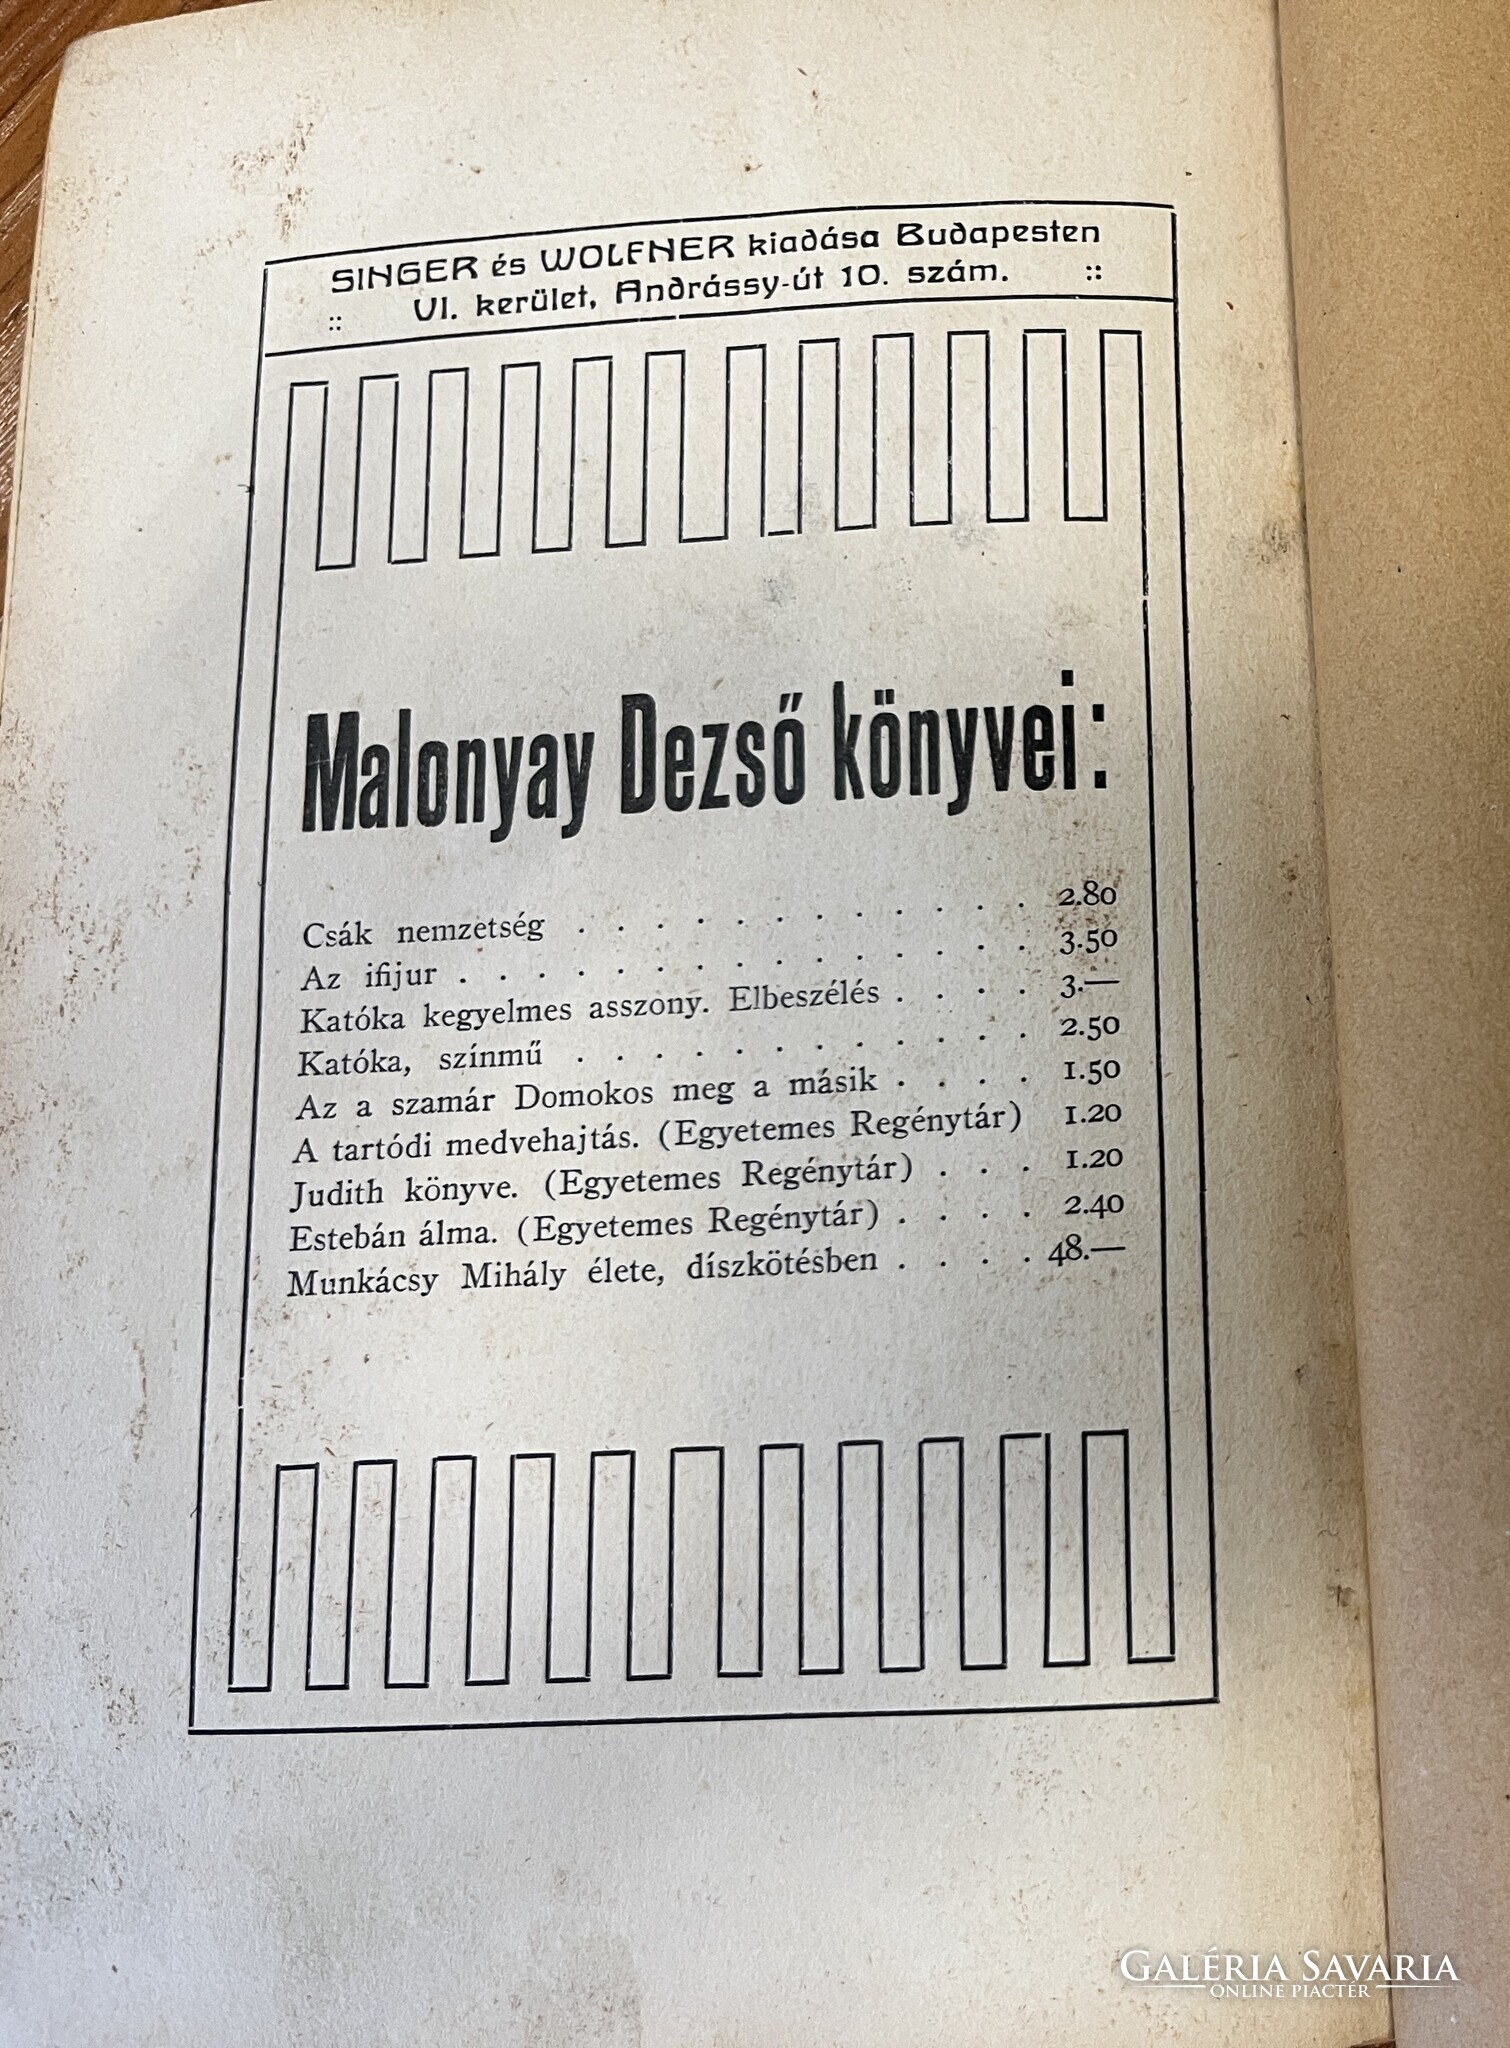 SINGER és WOLFNER kiadása Budapesten
:: VI. kerület, Andrássy-út 10. szám. ::
Malonyay Dezső könyvei:
Csák nemzetség . . . . . . . . . . . . 2.80
Az ifijur . . . . . . . . . . . . . . . 3.50
Katóka kegyelmes asszony. Elbeszélés . . . . 3.—
Katóka, színmű . . . . . . . . . . . . 2.50
Az a szamár Domokos meg a másik . . . . 1.50
A tartódi medvehajtás. (Egyetemes Regénytár) 1.20
Judith könyve. (Egyetemes Regénytár) . . . 1.20
Estebán álma. (Egyetemes Regénytár) . . . . 2.40
Munkácsy Mihály élete, díszkötésben . . . . 48.—
GALÉRIA SAVARIA
ONLINE PIACTÉR